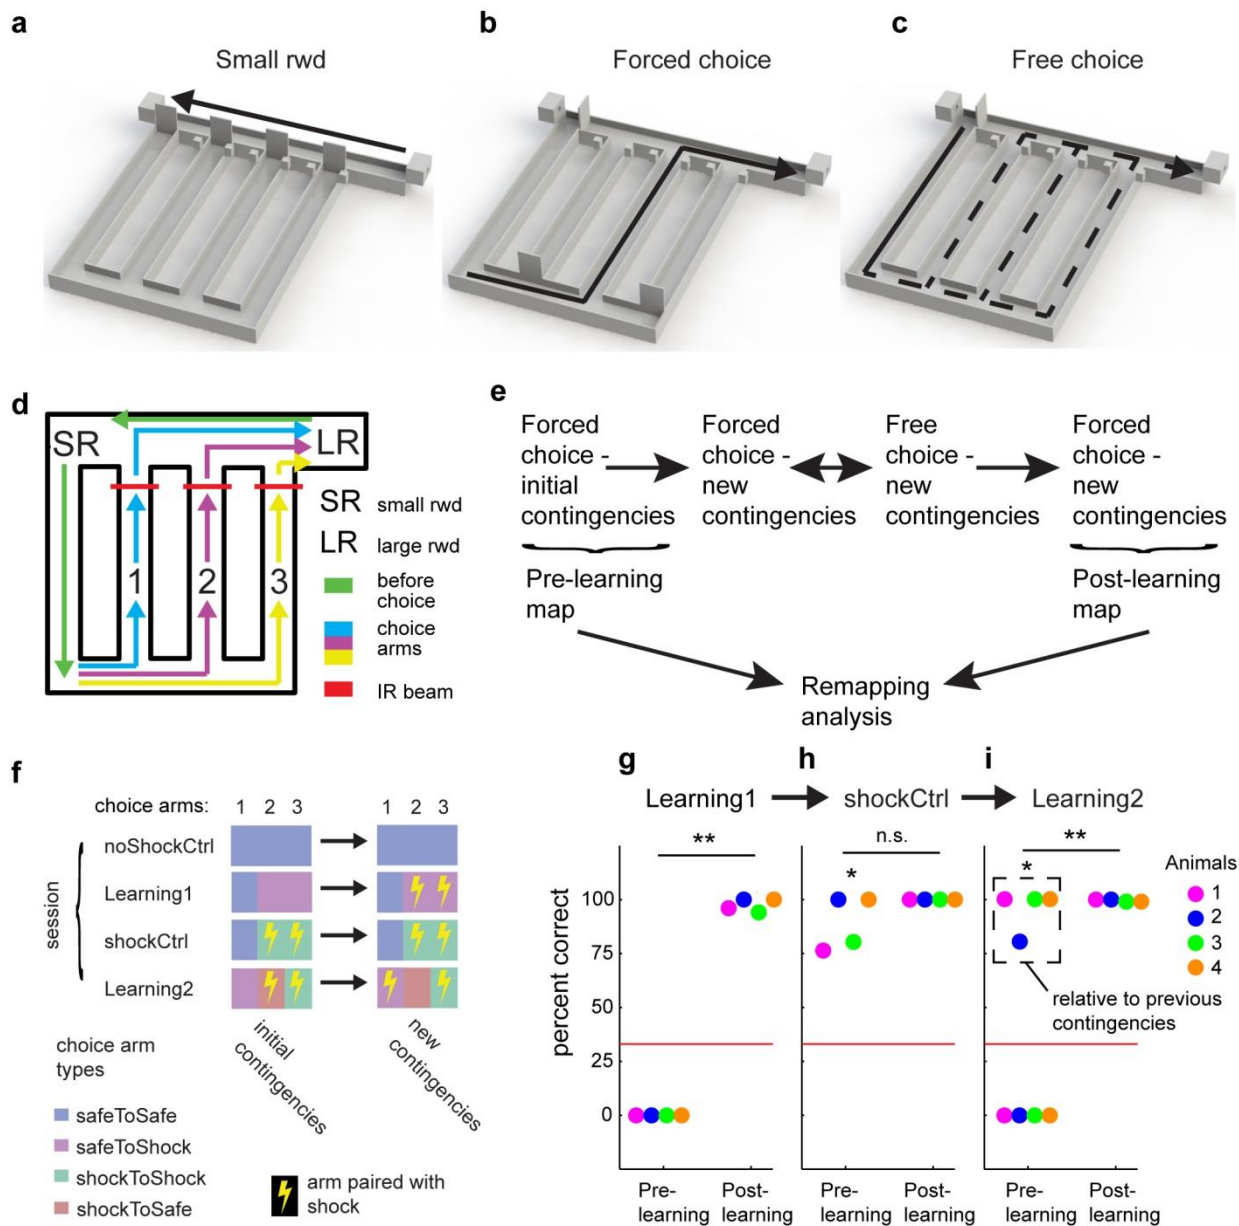 a
Small rwd
b
Forced choice
c
Free choice
d
SR
LR
1
2
3
SR small rwd
LR large rwd
before
choice
choice
arms
IR beam
e
Forced
choice -
initial
contingencies
Forced
choice -
new
contingencies
Free
choice -
new
contingencies
Forced
choice -
new
contingencies
Pre-learning
map
Post-learning
map
Remapping
analysis
f
choice arms: 1 2 3
1 2 3
session
noShockCtrl
Learning1
shockCtrl
Learning2
initial
contingencies
new
contingencies
choice arm
types
safeToSafe
safeToShock
shockToShock
shockToSafe
arm paired with
shock
g
Learning1
h
shockCtrl
i
Learning2
**
n.s.
*
**
*
percent correct
100
75
50
25
0
relative to previous
contingencies
Animals
1
2
3
4
Pre-
learning
Post-
learning
Pre-
learning
Post-
learning
Pre-
learning
Post-
learning